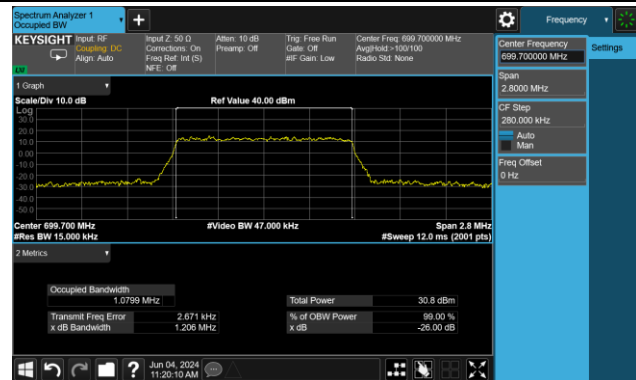 Spectrum Analyzer 1
Occupied BW
Frequency
KEYSIGHT
Input: RF
Coupling: DC
Align: Auto
Input Z: 50 Ω
Corrections: On
Freq Ref: Int (S)
NFE: Off
Atten: 10 dB
Preamp: Off
Trig: Free Run
Gate: Off
#IF Gain: Low
Center Freq: 699.700000 MHz
Avg|Hold:>100/100
Radio Std: None
Center Frequency
699.700000 MHz
Settings
Span
2.8000 MHz
CF Step
280.000 kHz
Auto
Man
Freq Offset
0 Hz
1 Graph
Scale/Div 10.0 dB
Ref Value 40.00 dBm
Log
30.0
20.0
10.0
0.00
-10.0
-20.0
-30.0
-40.0
-50.0
Center 699.700 MHz
#Video BW 47.000 kHz
Span 2.8 MHz
#Res BW 15.000 kHz
#Sweep 12.0 ms (2001 pts)
2 Metrics
Occupied Bandwidth
1.0799 MHz
Total Power
30.8 dBm
Transmit Freq Error
2.671 kHz
% of OBW Power
99.00 %
x dB Bandwidth
1.206 MHz
x dB
-26.00 dB
?
Jun 04, 2024
11:20:10 AM